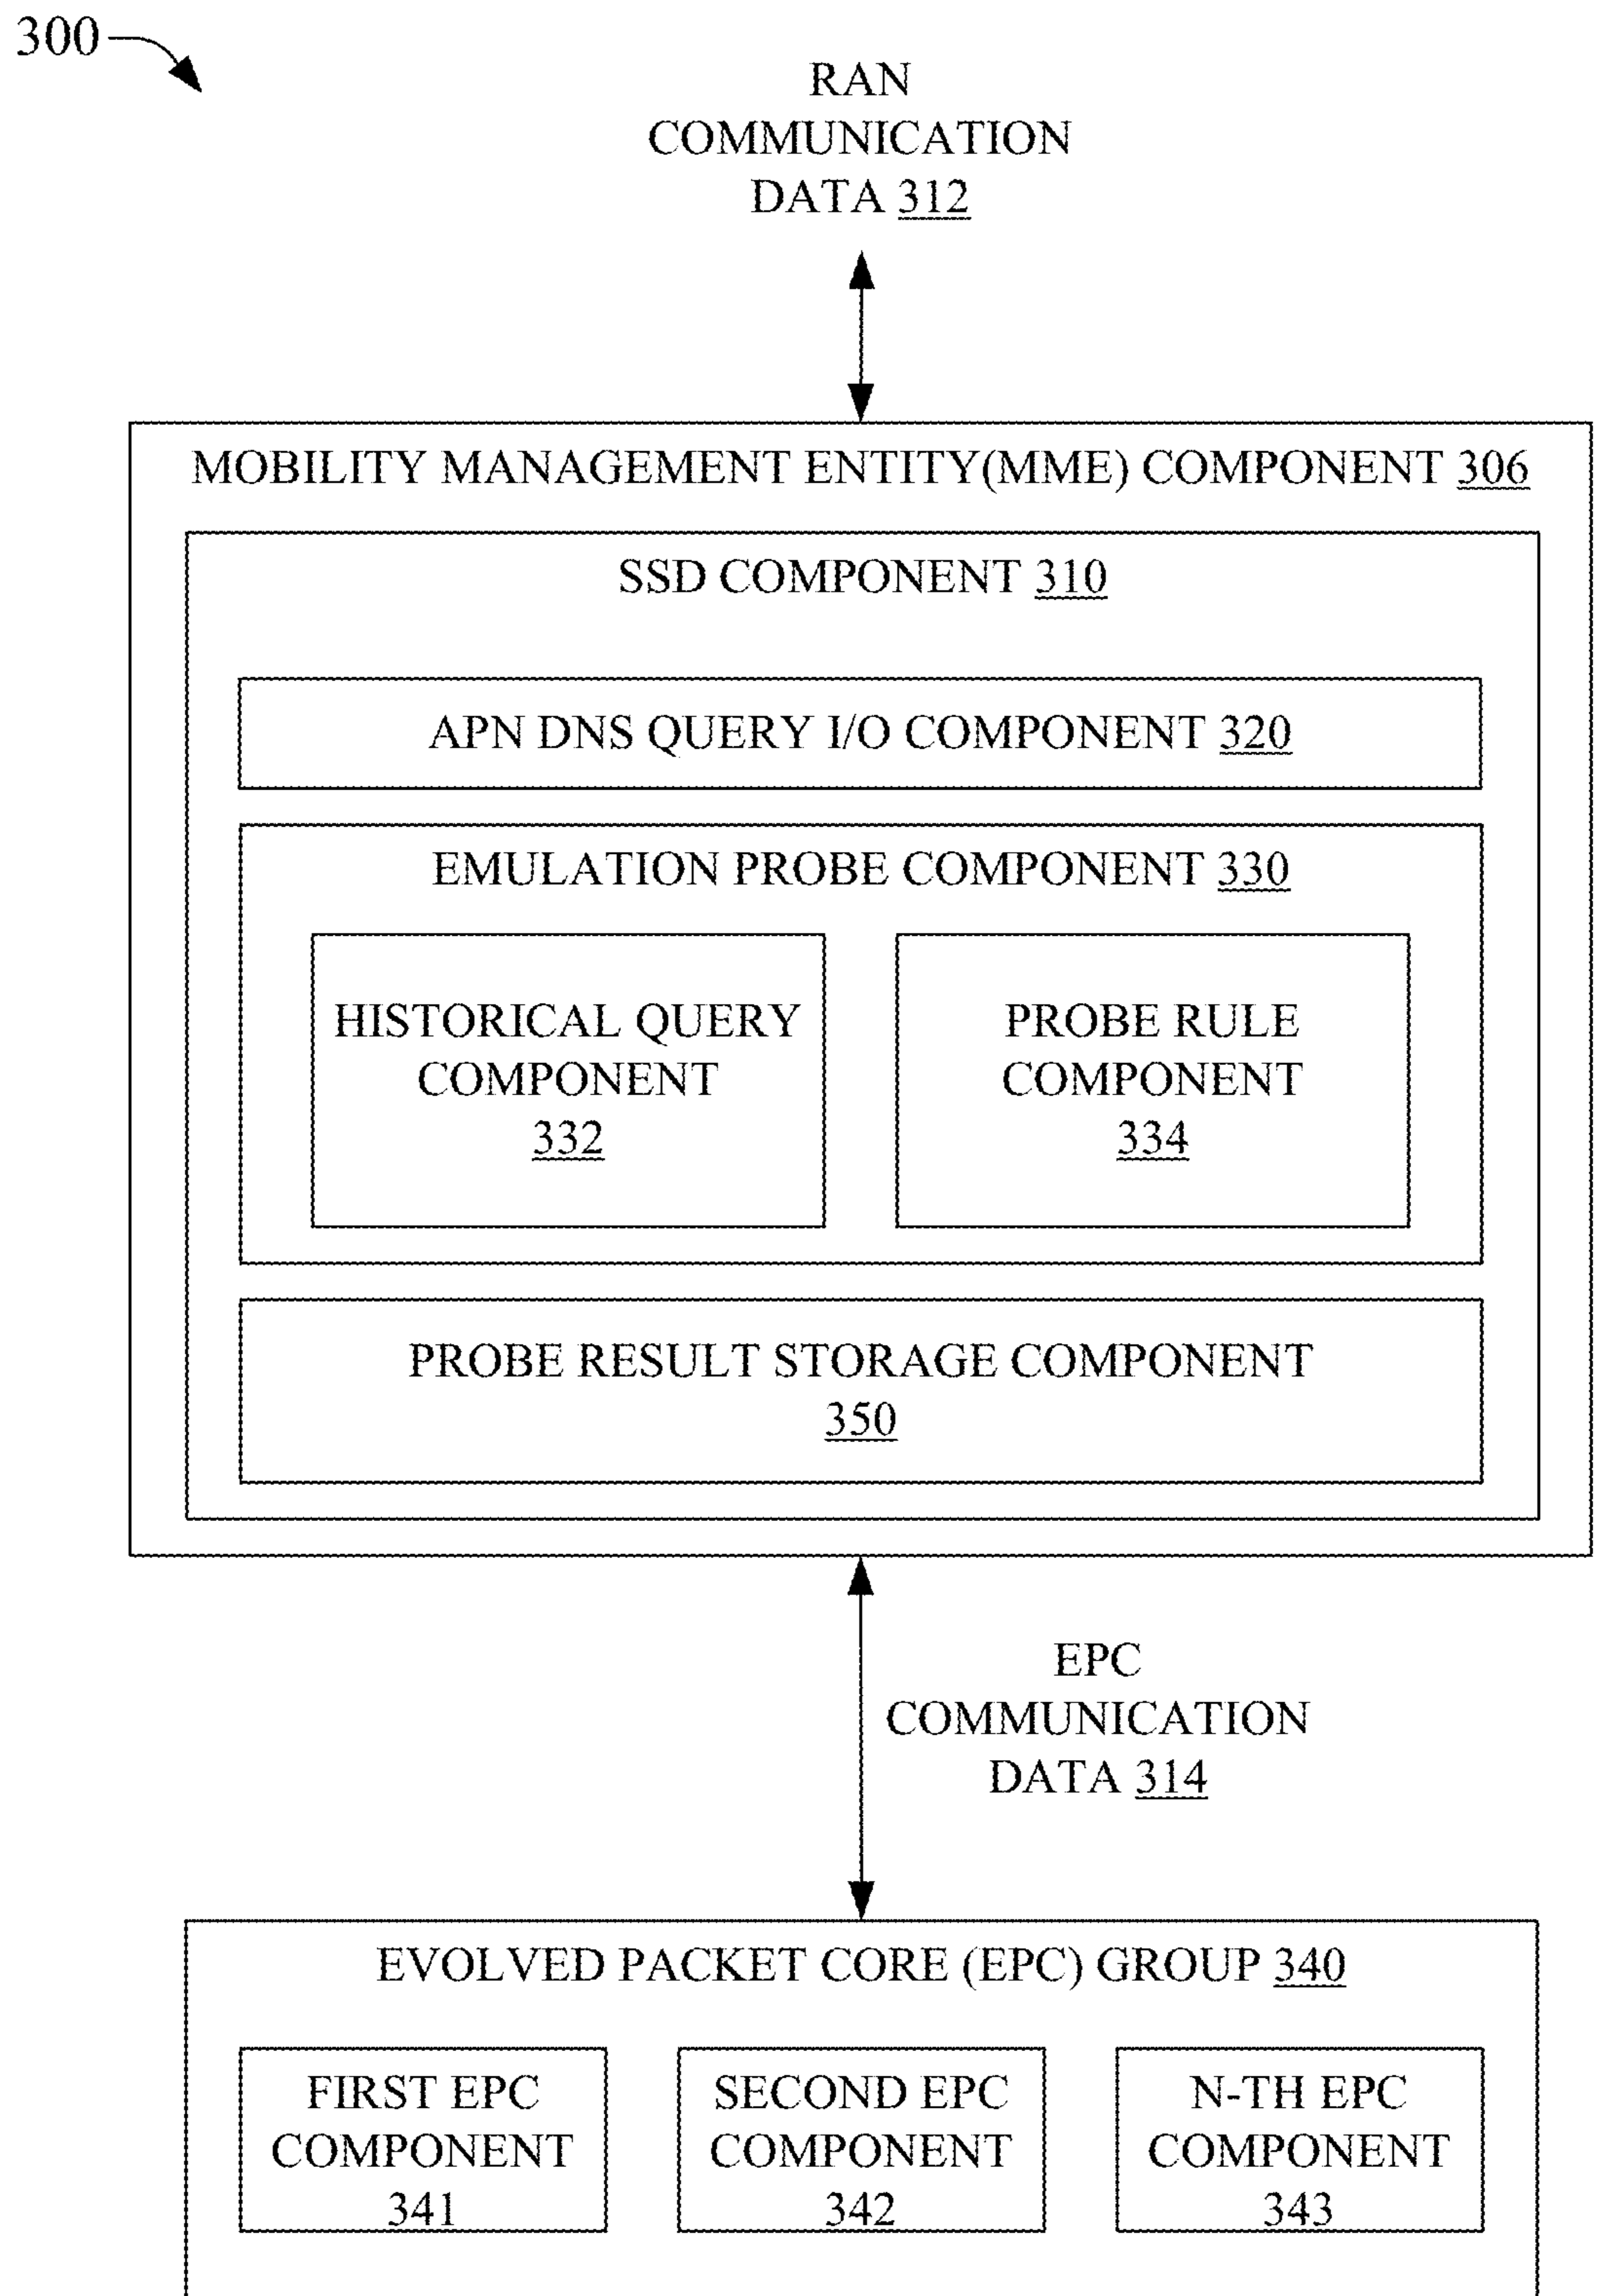 300
RAN
COMMUNICATION
DATA 312
MOBILITY MANAGEMENT ENTITY(MME) COMPONENT 306
SSD COMPONENT 310
APN DNS QUERY I/O COMPONENT 320
EMULATION PROBE COMPONENT 330
HISTORICAL QUERY
COMPONENT
332
PROBE RULE
COMPONENT
334
PROBE RESULT STORAGE COMPONENT
350
EPC
COMMUNICATION
DATA 314
EVOLVED PACKET CORE (EPC) GROUP 340
FIRST EPC
COMPONENT
341
SECOND EPC
COMPONENT
342
N-TH EPC
COMPONENT
343